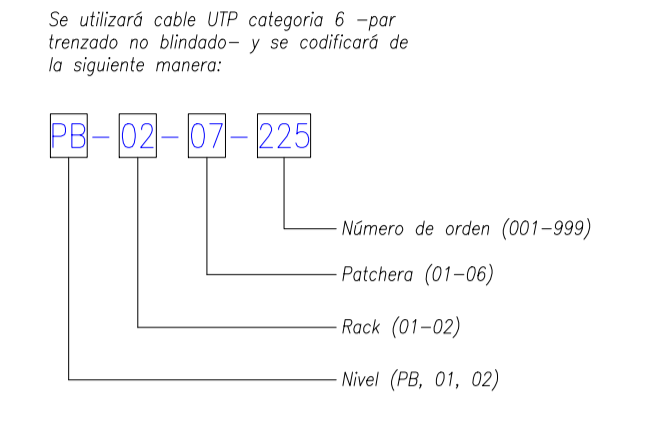 Se utilizará cable UTP categoria 6 -par
trenzado no blindado- y se codificará de
la siguiente manera:
PB-02-07-225
Número de orden (001-999)
Patchera (01-06)
Rack (01-02)
Nivel (PB, 01, 02)